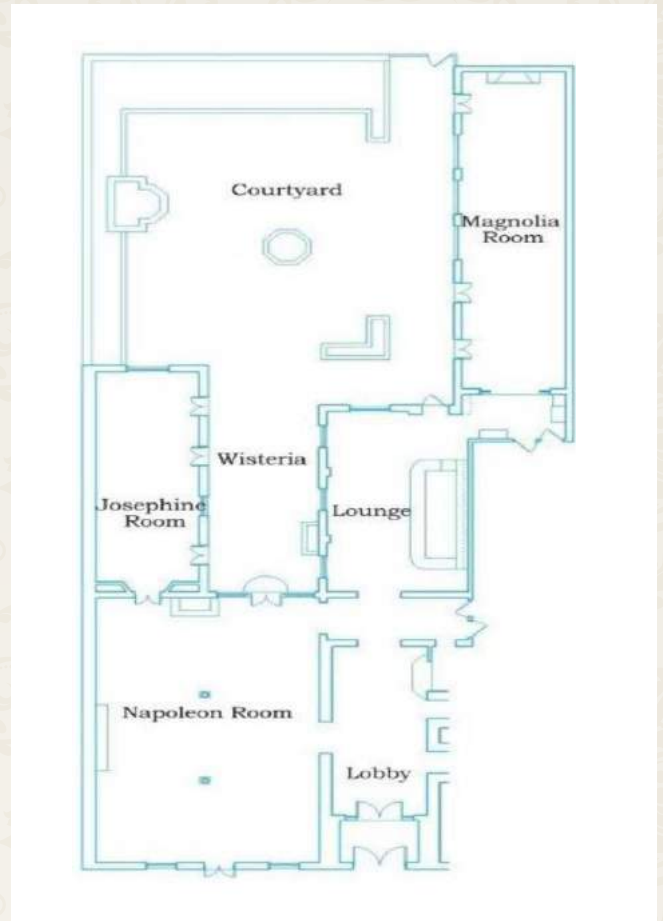 Courtyard
Magnolia
Room
Wisteria
Josephine
Room
Lounge
Napoleon Room
Lobby